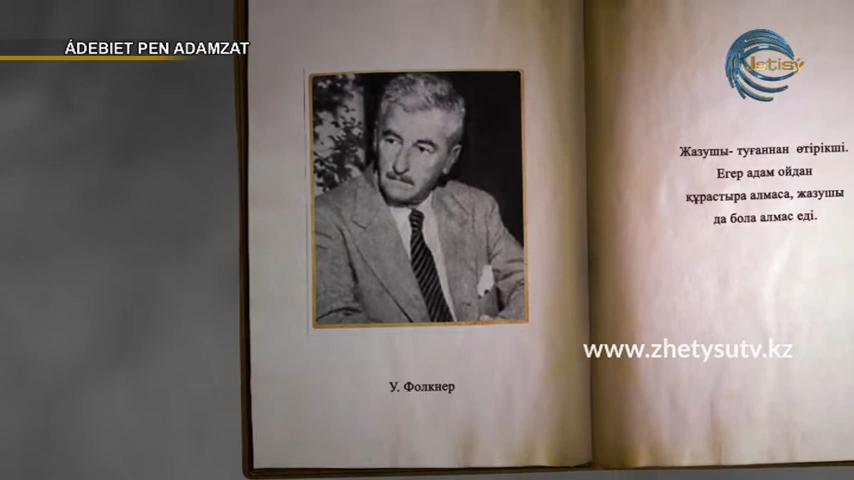 ÁDEBIET PEN ADAMZAT
Jetisý
Жазушы- туғаннан өтірікші.
Егер адам ойдан
құрастыра алмаса, жазушы
да бола алмас еді.
www.zhetysutv.kz
У. Фолкнер